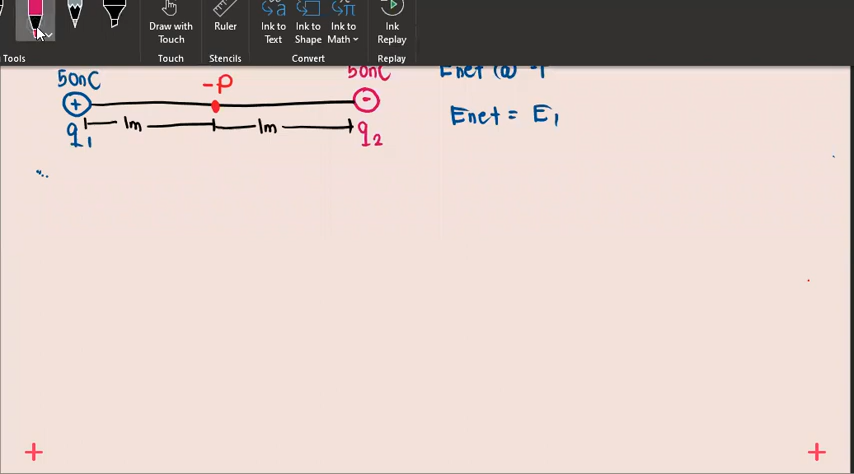 Draw with
Touch
Ruler
Ink to
Text
Ink to
Shape
Ink to
Math
Ink
Replay
Tools
Touch
Stencils
Convert
Replay
50nC
-P
50nC
+
-
1m
1m
q1
q2
Enet @
Enet = E1